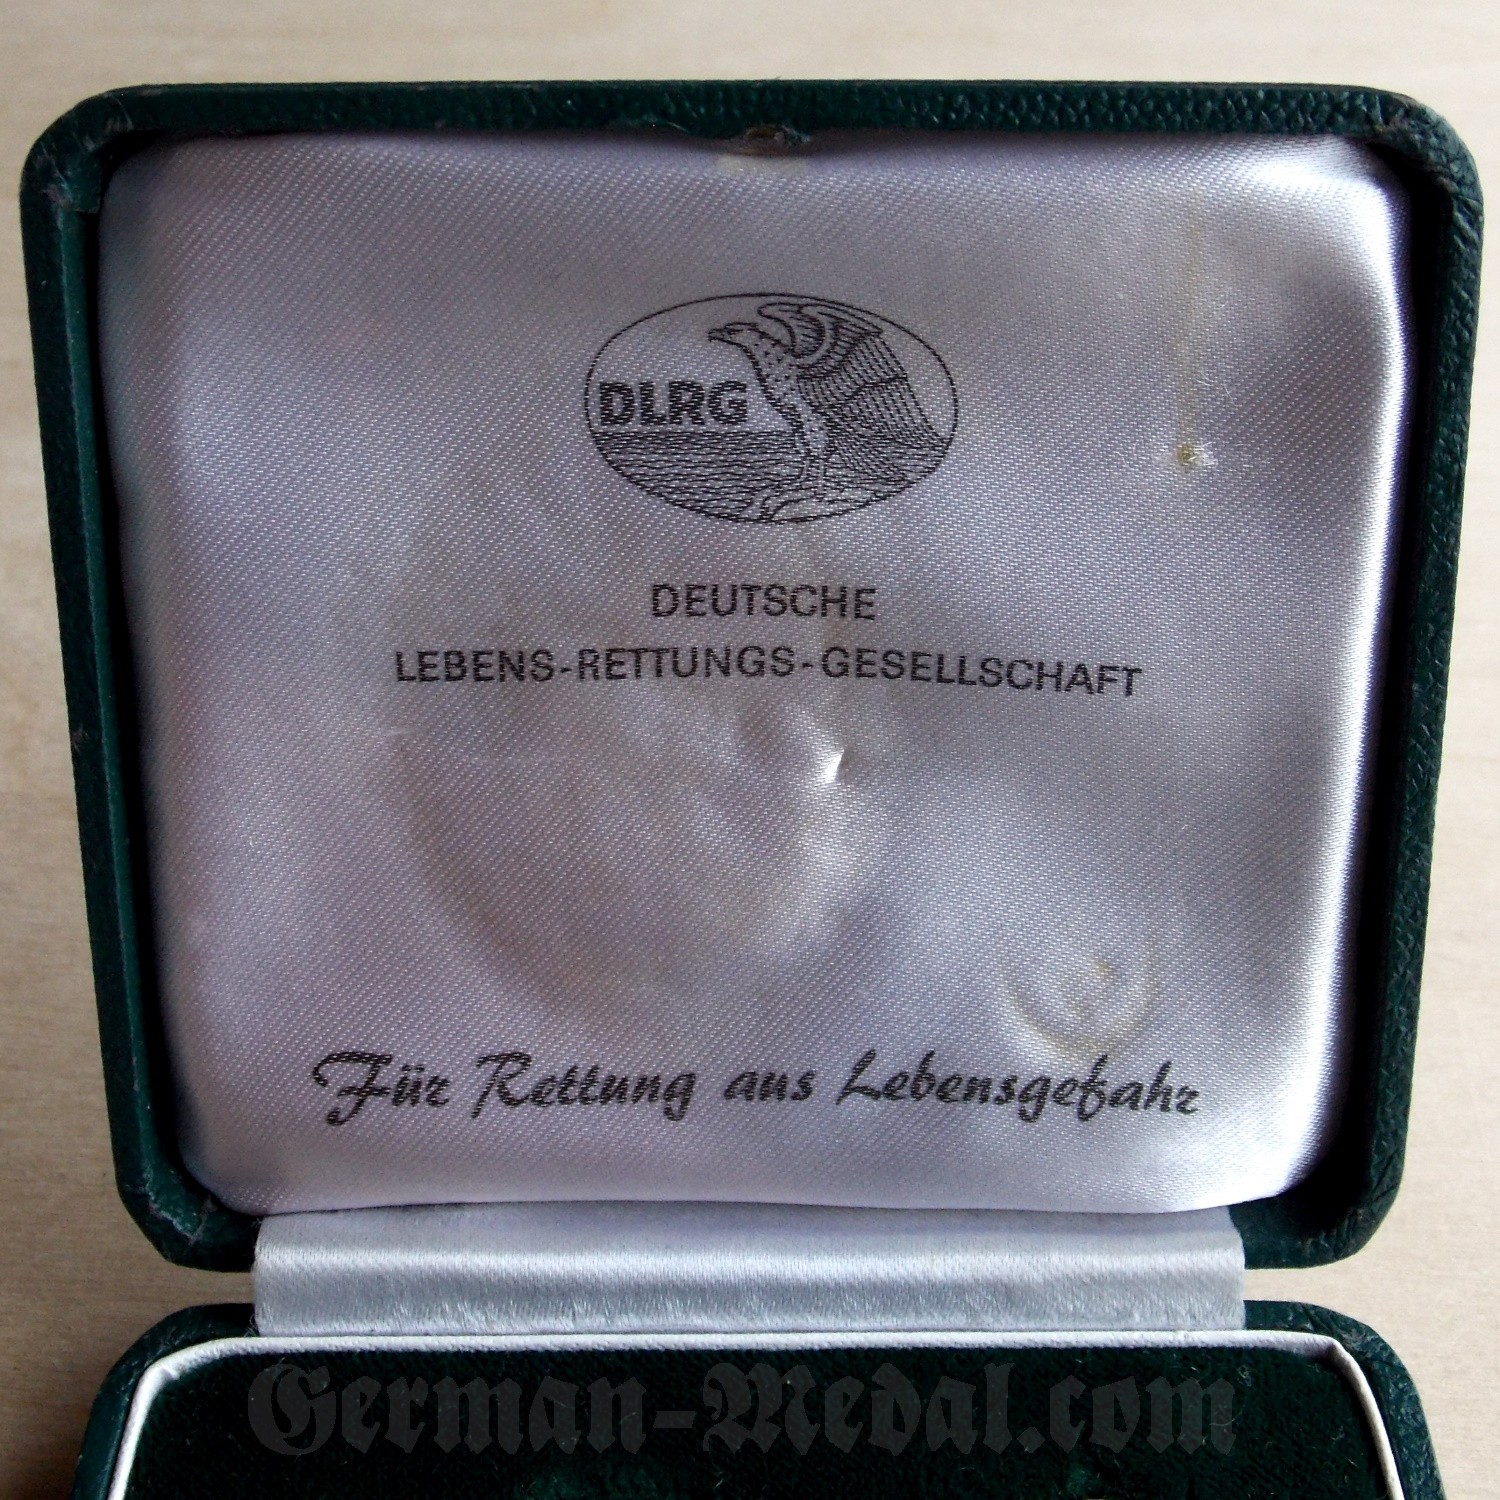 DLRG
DEUTSCHE
LEBENS-RETTUNGS-GESELLSCHAFT
Für Rettung aus Lebensgefahr
German-Medal.com